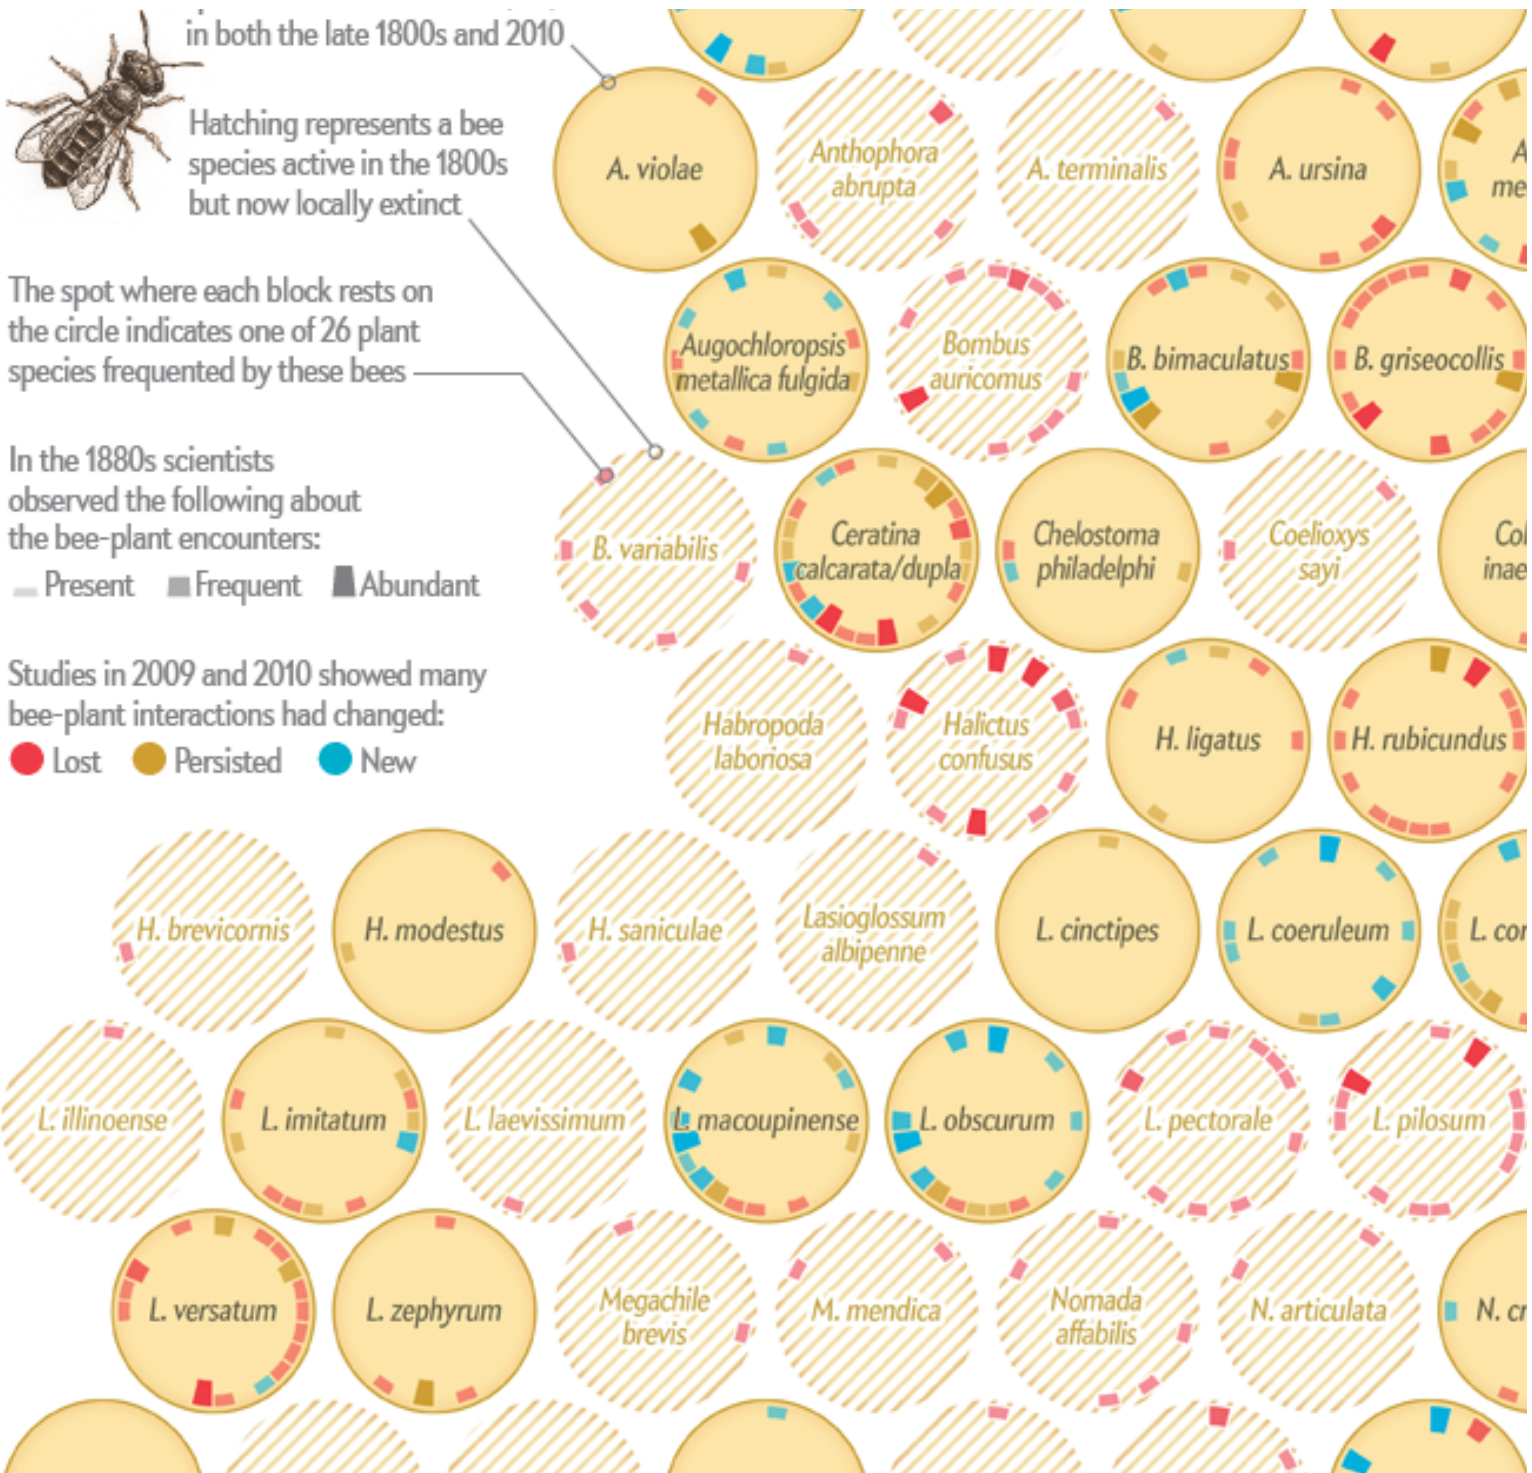 in both the late 1800s and 2010
Hatching represents a bee
species active in the 1800s
but now locally extinct
The spot where each block rests on
the circle indicates one of 26 plant
species frequented by these bees
In the 1880s scientists
observed the following about
the bee-plant encounters:
Present Frequent Abundant
Studies in 2009 and 2010 showed many
bee-plant interactions had changed:
Lost Persisted New
A. violae
Anthophora
abrupta
A. terminalis
A. ursina
A
me
Augochloropsis
metallica fulgida
Bombus
auricomus
B. bimaculatus
B. griseocollis
B. variabilis
Ceratina
calcarata/dupla
Chelostoma
philadelphi
Coelioxys
sayi
Col
inae
Habropoda
laboriosa
Halictus
confusus
H. ligatus
H. rubicundus
H. brevicornis
H. modestus
H. saniculae
Lasioglossum
albipenne
L. cinctipes
L. coeruleum
L. cor
L. illinoense
L. imitatum
L. laevissimum
L. macoupinense
L. obscurum
L. pectorale
L. pilosum
L. versatum
L. zephyrum
Megachile
brevis
M. mendica
Nomada
affabilis
N. articulata
N. cr